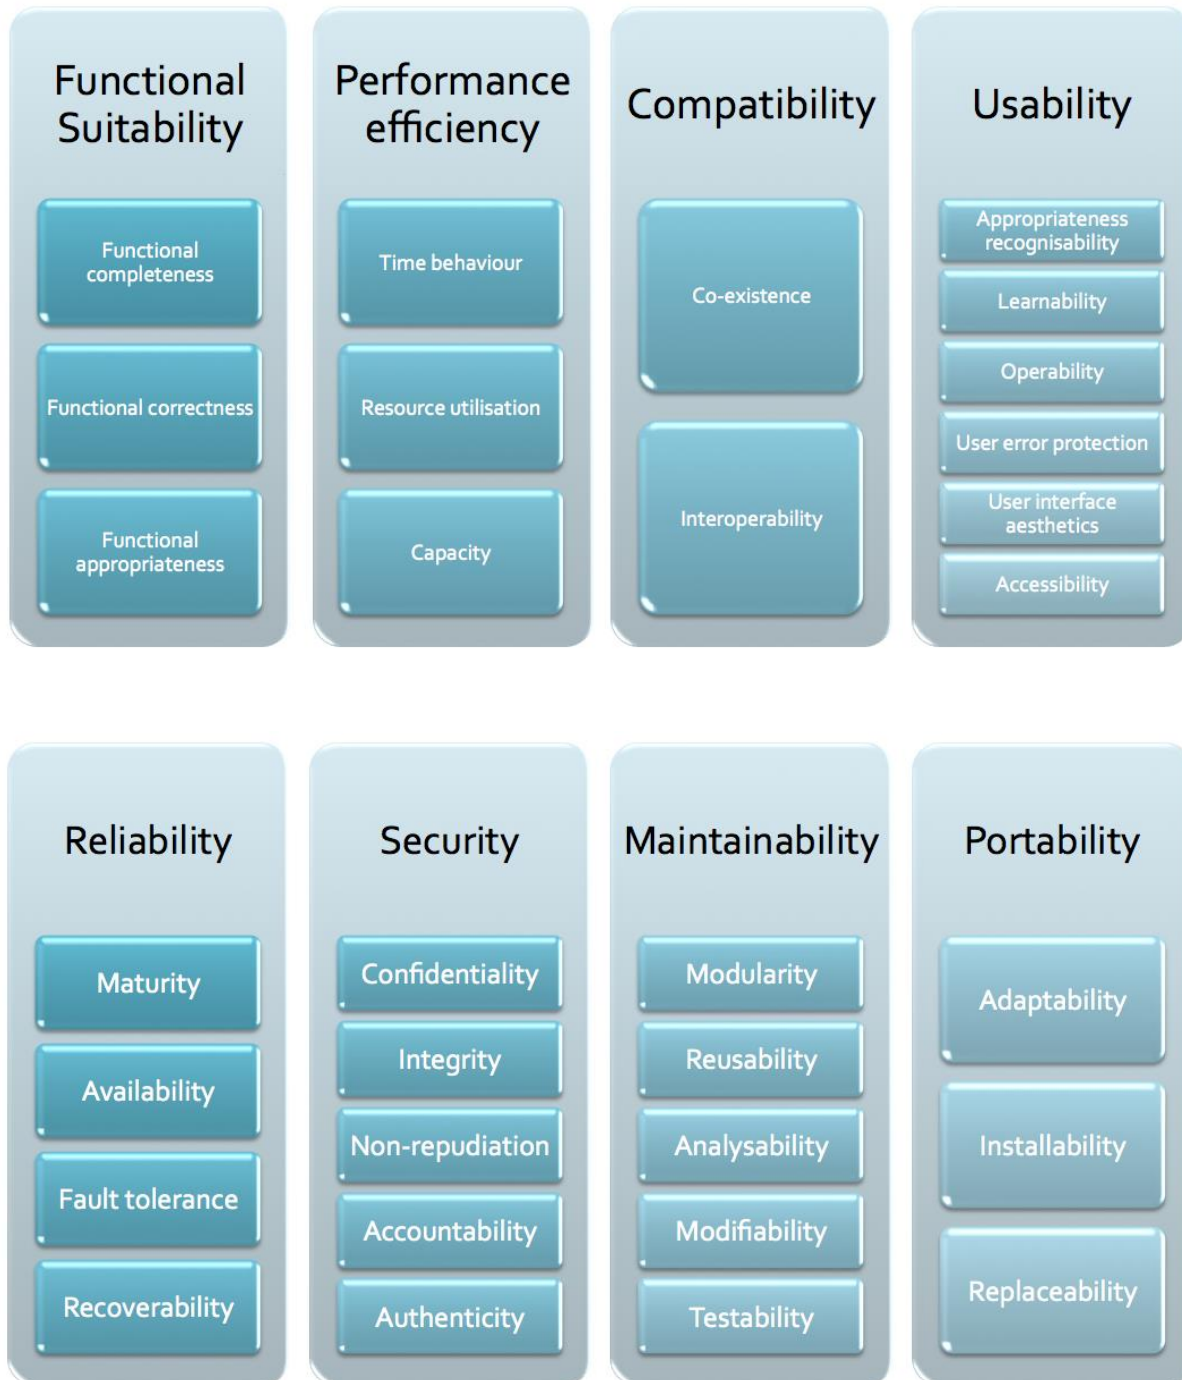 Functional
Suitability
Functional
completeness
Functional correctness
Functional
appropriateness
Performance
efficiency
Time behaviour
Resource utilisation
Capacity
Compatibility
Co-existence
Interoperability
Usability
Appropriateness
recognisability
Learnability
Operability
User error protection
User interface
aesthetics
Accessibility
Reliability
Maturity
Availability
Fault tolerance
Recoverability
Security
Confidentiality
Integrity
Non-repudiation
Accountability
Authenticity
Maintainability
Modularity
Reusability
Analysability
Modifiability
Testability
Portability
Adaptability
Installability
Replaceability